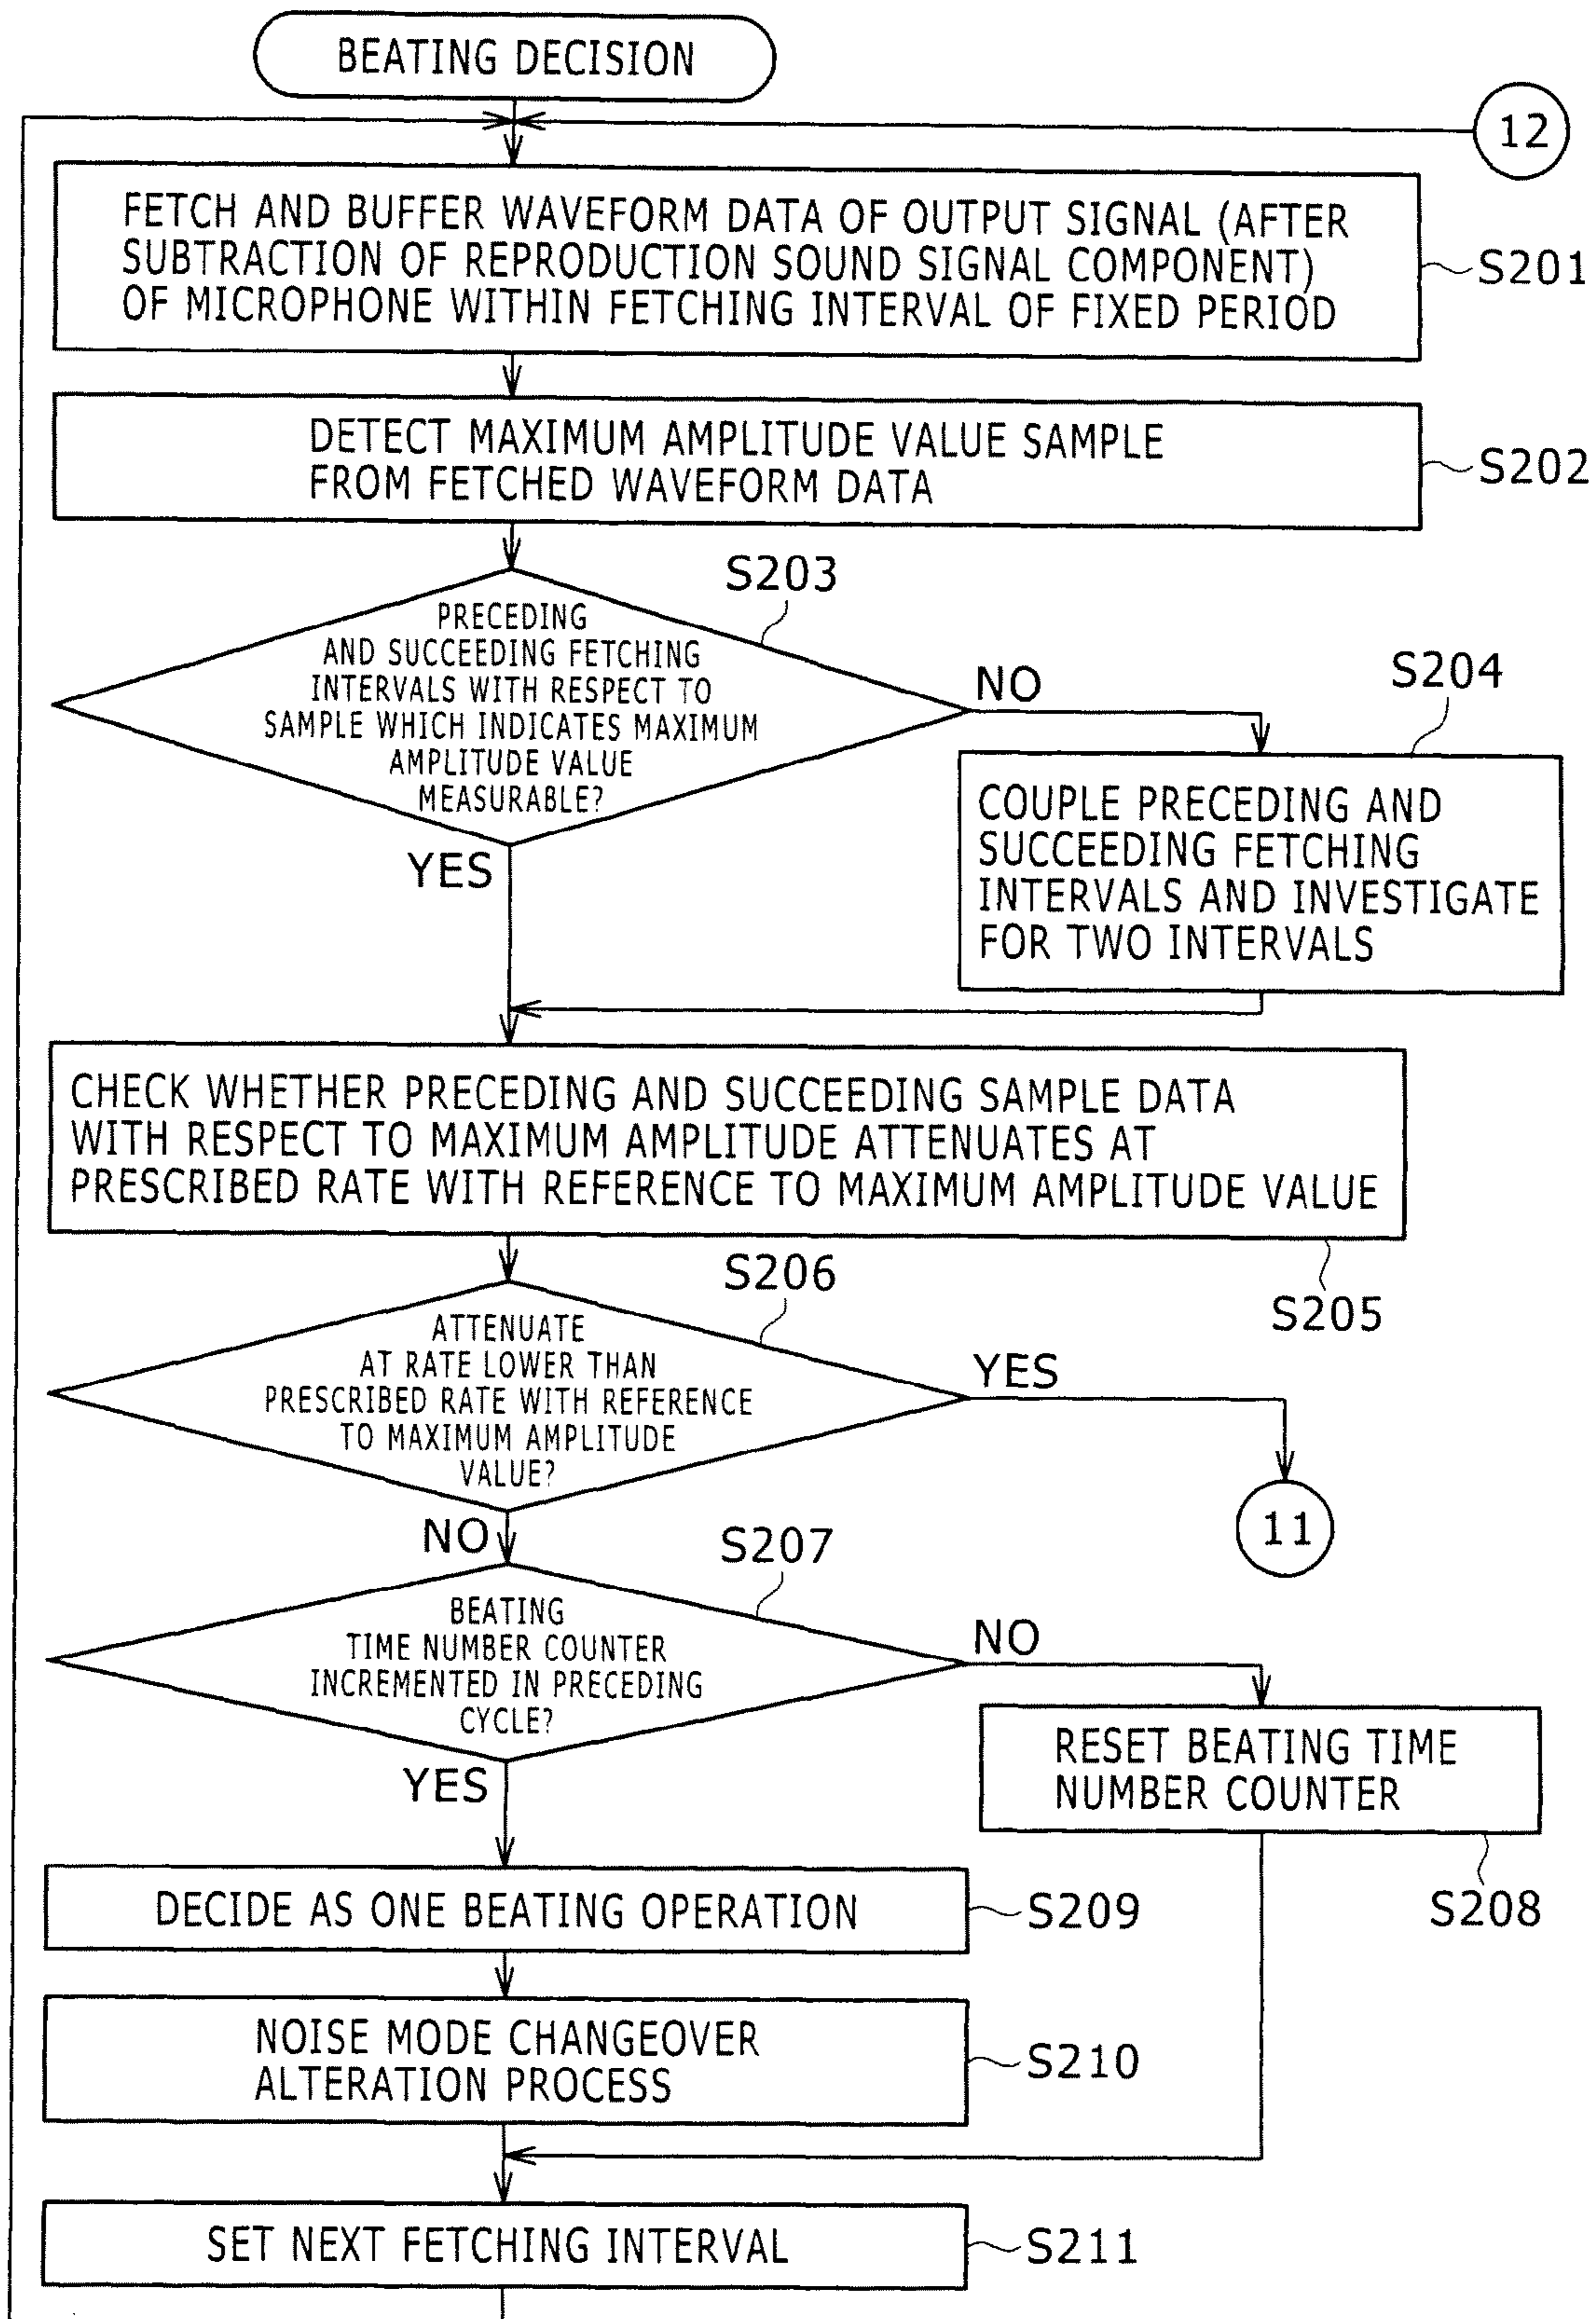 BEATING DECISION
12
FETCH AND BUFFER WAVEFORM DATA OF OUTPUT SIGNAL (AFTER
SUBTRACTION OF REPRODUCTION SOUND SIGNAL COMPONENT)
OF MICROPHONE WITHIN FETCHING INTERVAL OF FIXED PERIOD
S201
DETECT MAXIMUM AMPLITUDE VALUE SAMPLE
FROM FETCHED WAVEFORM DATA
S202
S203
PRECEDING
AND SUCCEEDING FETCHING
INTERVALS WITH RESPECT TO
SAMPLE WHICH INDICATES MAXIMUM
AMPLITUDE VALUE
MEASURABLE?
NO
YES
S204
COUPLE PRECEDING AND
SUCCEEDING FETCHING
INTERVALS AND INVESTIGATE
FOR TWO INTERVALS
CHECK WHETHER PRECEDING AND SUCCEEDING SAMPLE DATA
WITH RESPECT TO MAXIMUM AMPLITUDE ATTENUATES AT
PRESCRIBED RATE WITH REFERENCE TO MAXIMUM AMPLITUDE VALUE
S205
S206
ATTENUATE
AT RATE LOWER THAN
PRESCRIBED RATE WITH REFERENCE
TO MAXIMUM AMPLITUDE
VALUE?
YES
11
NO
S207
BEATING
TIME NUMBER COUNTER
INCREMENTED IN PRECEDING
CYCLE?
NO
YES
RESET BEATING TIME
NUMBER COUNTER
S208
DECIDE AS ONE BEATING OPERATION
S209
NOISE MODE CHANGEOVER
ALTERATION PROCESS
S210
SET NEXT FETCHING INTERVAL
S211